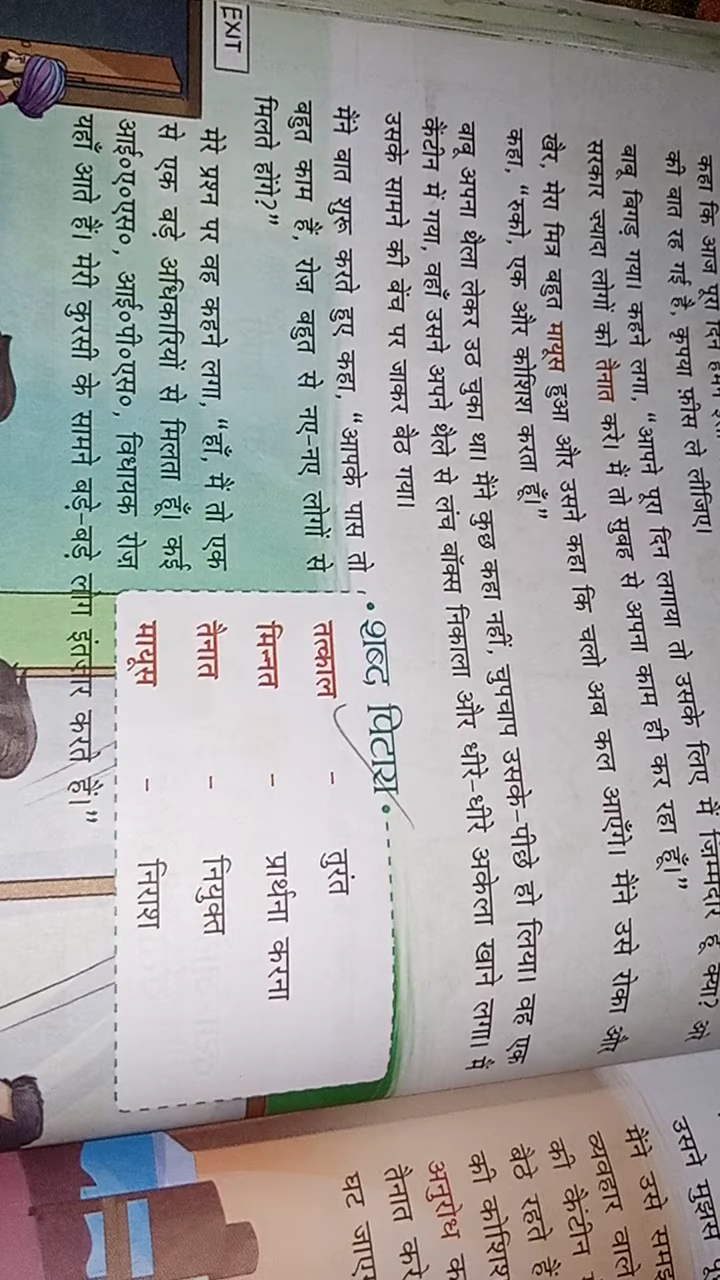 कहा कि आज पूरा दिन हमने
की बात रह गई है, कृपया फ़ीस ले लीजिए।
बाबू बिगड़ गया। कहने लगा, “आपने पूरा दिन लगाया तो उसके लिए मैं ज़िम्मेदार हूँ क्या? अरे
सरकार ज़्यादा लोगों को तैनात करे। मैं तो सुबह से अपना काम ही कर रहा हूँ।”
खैर, मेरा मित्र बहुत मायूस हुआ और उसने कहा कि चलो अब कल आएँगे। मैंने उसे रोका और
कहा, “रुको, एक और कोशिश करता हूँ।”
बाबू अपना थैला लेकर उठ चुका था। मैंने कुछ कहा नहीं, चुपचाप उसके-पीछे हो लिया। वह एक
कैंटीन में गया, वहाँ उसने अपने थैले से लंच बॉक्स निकाला और धीरे-धीरे अकेला खाने लगा। मैं
उसके सामने की बेंच पर जाकर बैठ गया।
मैंने बात शुरू करते हुए कहा, “आपके पास तो
बहुत काम है, रोज बहुत से नए-नए लोगों से
मिलते होंगे?”
मेरे प्रश्न पर वह कहने लगा, “हाँ, मैं तो एक
से एक बड़े अधिकारियों से मिलता हूँ। कई
आई०ए०एस०, आई०पी०एस०, विधायक रोज
यहाँ आते हैं। मेरी कुरसी के सामने बड़े-बड़े लोग इंतज़ार करते हैं।”
• शब्द पिटारा •
तत्काल - तुरंत
मिन्नत - प्रार्थना करना
तैनात - नियुक्त
मायूस - निराश
EXIT
उसने मुझसे
मैंने उसे समझ
व्यवहार वाले
की कैंटीन
बैठे रहते हैं
की कोशिश
अनुरोध क
तैनात करे
घट जाए